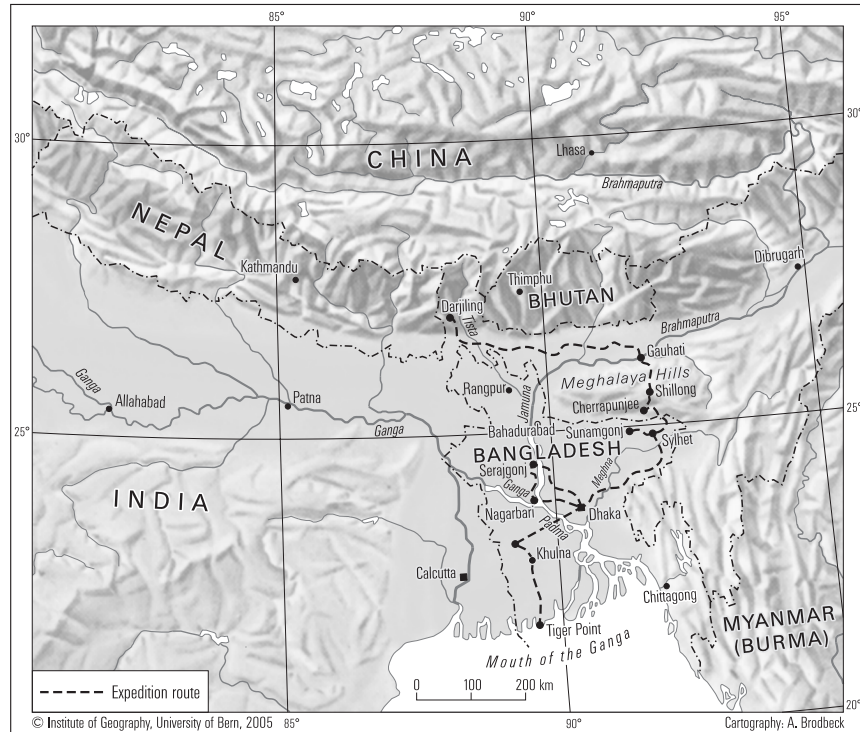 85°
90°
95°
30°
30°
CHINA
Lhasa
Brahmaputra
NEPAL
Kathmandu
Dibrugarh
Thimphu
BHUTAN
Darjiling
Tista
Brahmaputra
Gauhati
Ganga
Allahabad
Patna
Rangpur
Jamuna
Meghalaya Hills
Shillong
Cherrapunjee
25°
25°
Ganga
Bahadurabad
Sunamgonj
Sylhet
BANGLADESH
Serajgonj
Maghna
INDIA
Ganga
Nagarbari
Dhaka
Padma
Khulna
Calcutta
Chittagong
MYANMAR
(BURMA)
Tiger Point
Mouth of the Ganga
Expedition route
0 100 200 km
20°
© Institute of Geography, University of Bern, 2005
85°
90°
Cartography: A. Brodbeck